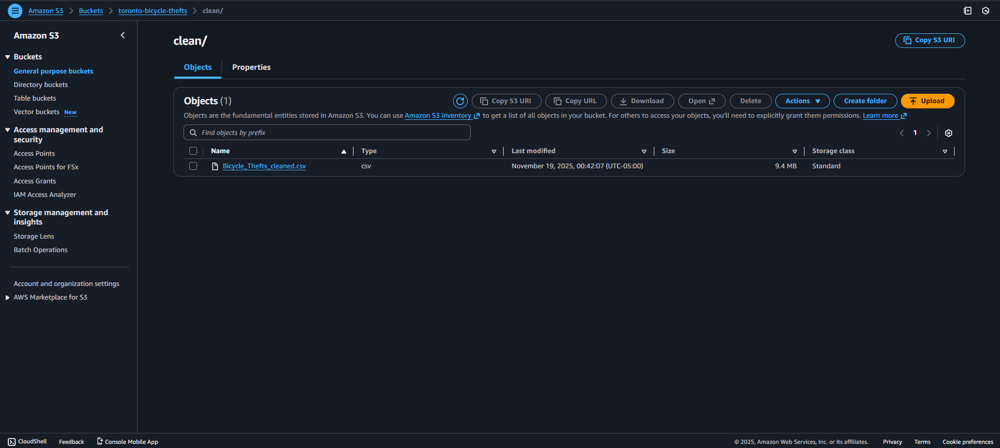 Amazon S3 > Buckets > toronto-bicycle-thefts > clean/
Amazon S3
Buckets
General purpose buckets
Directory buckets
Table buckets
Vector buckets New
Access management and
security
Access Points
Access Points for FSx
Access Grants
IAM Access Analyzer
Storage management and
insights
Storage Lens
Batch Operations
Account and organization settings
AWS Marketplace for S3
clean/
Copy S3 URI
Objects Properties
Objects (1)
Copy S3 URI Copy URL Download Open Delete Actions Create folder Upload
Objects are the fundamental entities stored in Amazon S3. You can use Amazon S3 inventory to get a list of all objects in your bucket. For others to access your objects, you'll need to explicitly grant them permissions. Learn more
Find objects by prefix
1
Name Type Last modified Size Storage class
Bicycle_Thefts_cleaned.csv csv November 19, 2025, 00:42:07 (UTC-05:00) 9.4 MB Standard
CloudShell Feedback Console Mobile App © 2025, Amazon Web Services, Inc. or its affiliates. Privacy Terms Cookie preferences